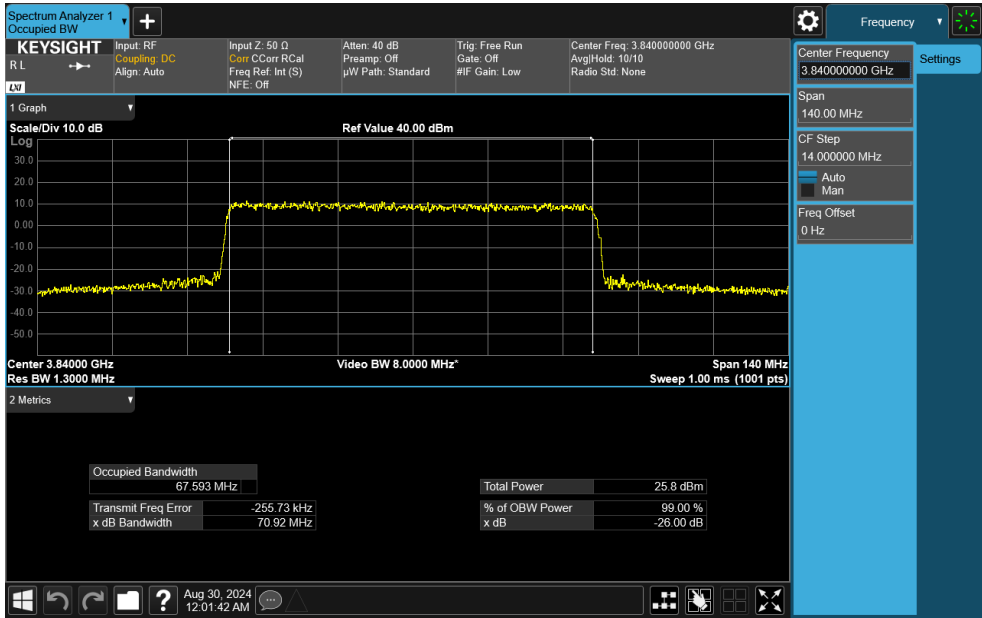 Spectrum Analyzer 1
Occupied BW
Frequency
KEYSIGHT
R L
LXI
Input: RF
Coupling: DC
Align: Auto
Input Z: 50 Ω
Corr CCorr RCal
Freq Ref: Int (S)
NFE: Off
Atten: 40 dB
Preamp: Off
µW Path: Standard
Trig: Free Run
Gate: Off
#IF Gain: Low
Center Freq: 3.840000000 GHz
Avg|Hold: 10/10
Radio Std: None
Center Frequency
3.840000000 GHz
Settings
Span
140.00 MHz
CF Step
14.000000 MHz
Auto
Man
Freq Offset
0 Hz
1 Graph
Scale/Div 10.0 dB
Ref Value 40.00 dBm
Log
30.0
20.0
10.0
0.00
-10.0
-20.0
-30.0
-40.0
-50.0
Center 3.84000 GHz
Video BW 8.0000 MHz*
Span 140 MHz
Res BW 1.3000 MHz
Sweep 1.00 ms (1001 pts)
2 Metrics
Occupied Bandwidth
67.593 MHz
Total Power 25.8 dBm
Transmit Freq Error -255.73 kHz
% of OBW Power 99.00 %
x dB Bandwidth 70.92 MHz
x dB -26.00 dB
?
Aug 30, 2024
12:01:42 AM